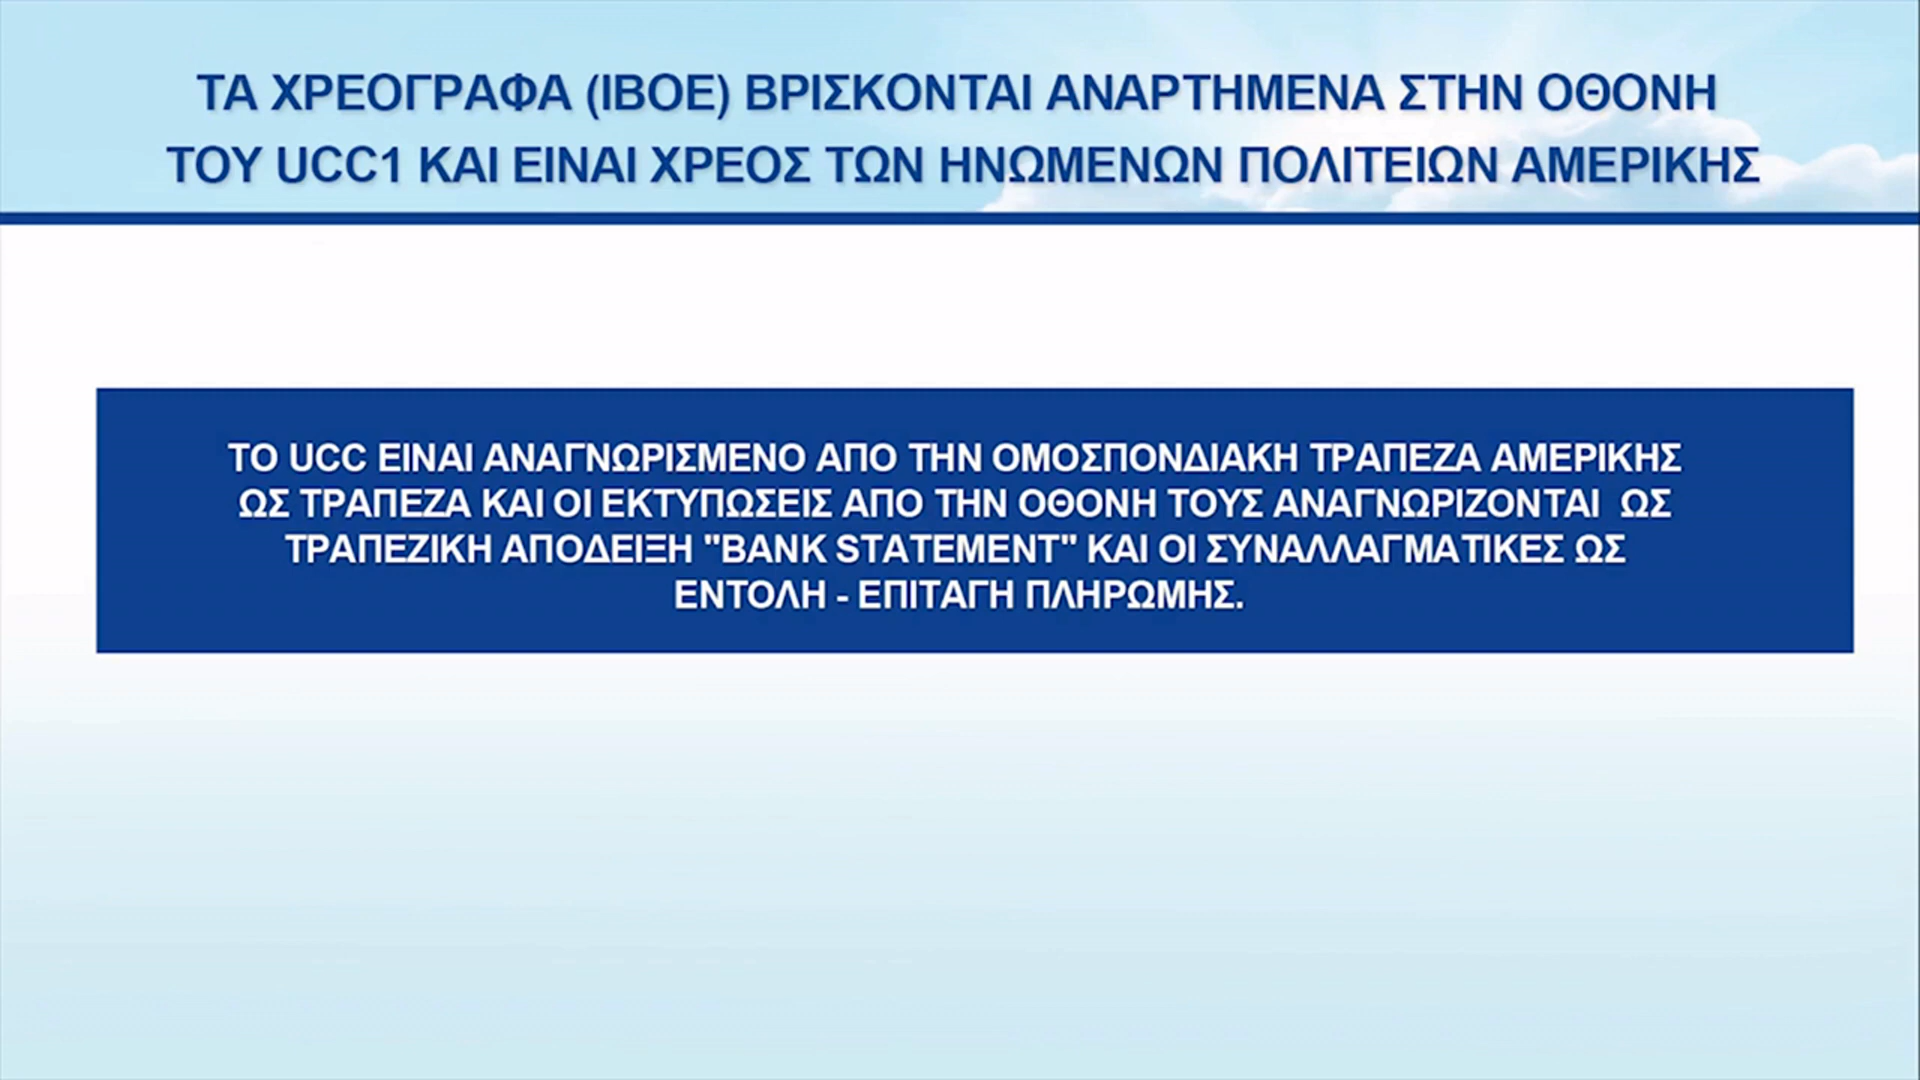 ΤΑ ΧΡΕΟΓΡΑΦΑ (IBOE) ΒΡΙΣΚΟΝΤΑΙ ΑΝΑΡΤΗΜΕΝΑ ΣΤΗΝ ΟΘΟΝΗ
ΤΟΥ UCC1 ΚΑΙ ΕΙΝΑΙ ΧΡΕΟΣ ΤΩΝ ΗΝΩΜΕΝΩΝ ΠΟΛΙΤΕΙΩΝ ΑΜΕΡΙΚΗΣ
ΤΟ UCC ΕΙΝΑΙ ΑΝΑΓΝΩΡΙΣΜΕΝΟ ΑΠΟ ΤΗΝ ΟΜΟΣΠΟΝΔΙΑΚΗ ΤΡΑΠΕΖΑ ΑΜΕΡΙΚΗΣ
ΩΣ ΤΡΑΠΕΖΑ ΚΑΙ ΟΙ ΕΚΤΥΠΩΣΕΙΣ ΑΠΟ ΤΗΝ ΟΘΟΝΗ ΤΟΥΣ ΑΝΑΓΝΩΡΙΖΟΝΤΑΙ ΩΣ
ΤΡΑΠΕΖΙΚΗ ΑΠΟΔΕΙΞΗ "BANK STATEMENT" ΚΑΙ ΟΙ ΣΥΝΑΛΛΑΓΜΑΤΙΚΕΣ ΩΣ
ΕΝΤΟΛΗ - ΕΠΙΤΑΓΗ ΠΛΗΡΩΜΗΣ.